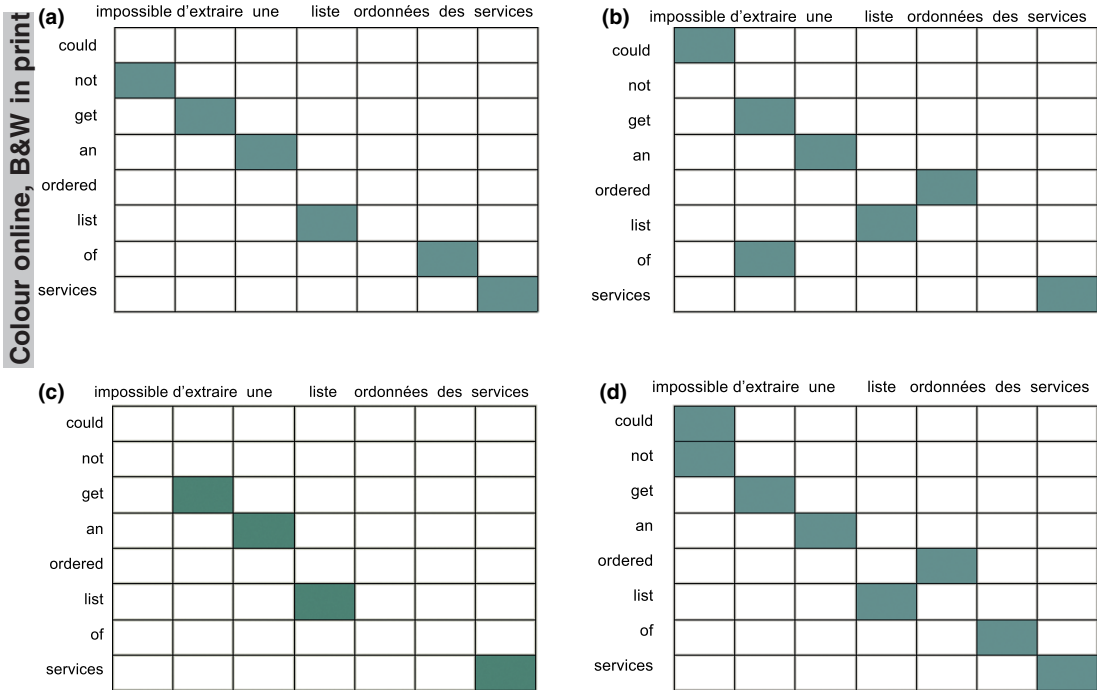 Colour online, B&W in print
(a) impossible d’extraire une liste ordonnées des services
could
not
get
an
ordered
list
of
services
(b) impossible d’extraire une liste ordonnées des services
could
not
get
an
ordered
list
of
services
(c) impossible d’extraire une liste ordonnées des services
could
not
get
an
ordered
list
of
services
(d) impossible d’extraire une liste ordonnées des services
could
not
get
an
ordered
list
of
services